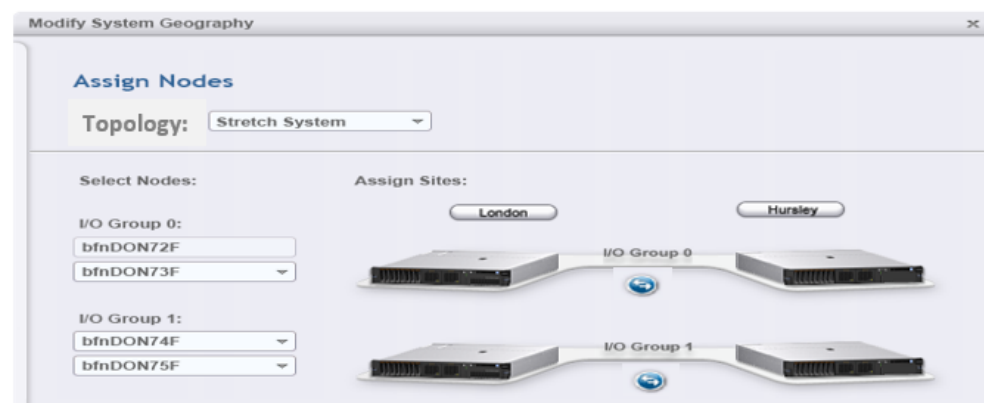 Modify System Geography
Assign Nodes
Topology: Stretch System
Select Nodes: Assign Sites:
London Hursley
I/O Group 0:
bfnDON72F
bfnDON73F
I/O Group 0
I/O Group 1:
bfnDON74F
bfnDON75F
I/O Group 1